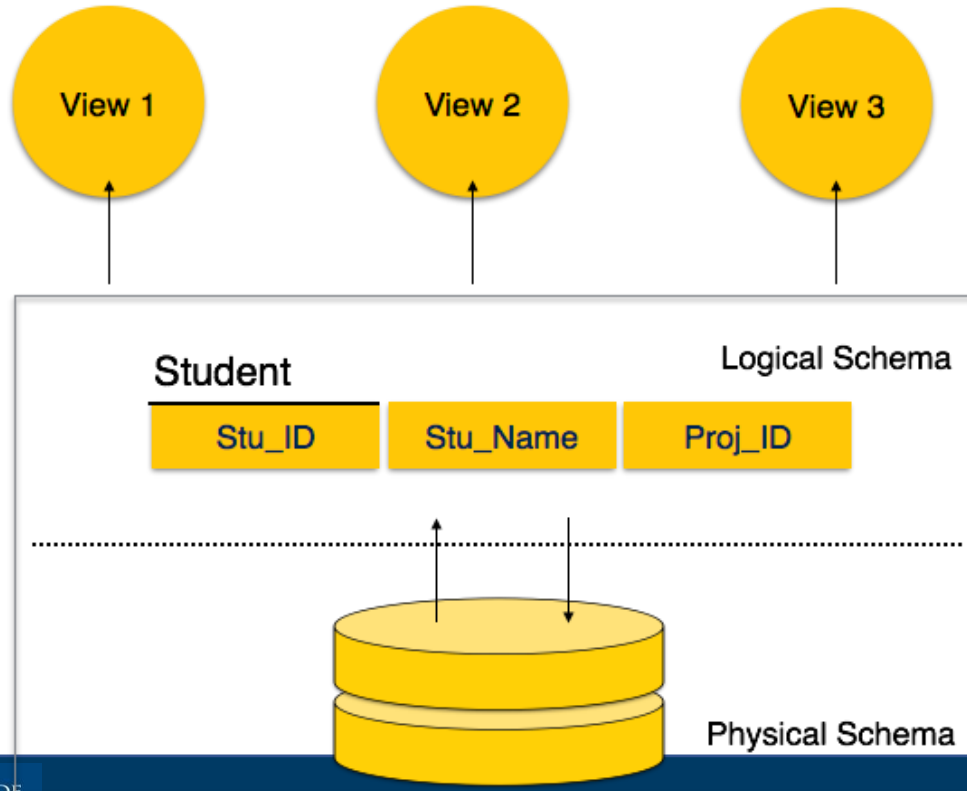 View 1
View 2
View 3
Logical Schema
Student
Stu_ID
Stu_Name
Proj_ID
Physical Schema